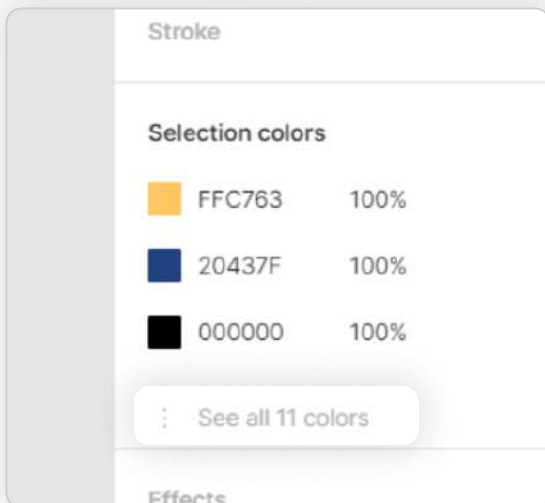 Stroke
Selection colors
FFC763 100%
20437F 100%
000000 100%
See all 11 colors
Effects